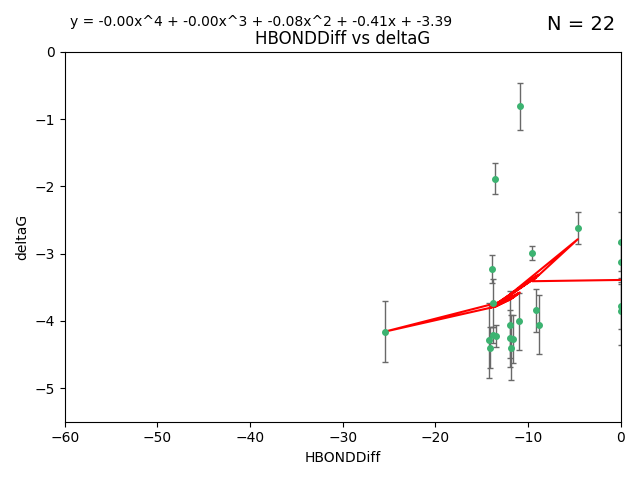 y = -0.00x^4 + -0.00x^3 + -0.08x^2 + -0.41x + -3.39
N = 22
HBONDDiff vs deltaG
0
−1
−2
−3
−4
−5
deltaG
−60
−50
−40
−30
−20
−10
0
HBONDDiff